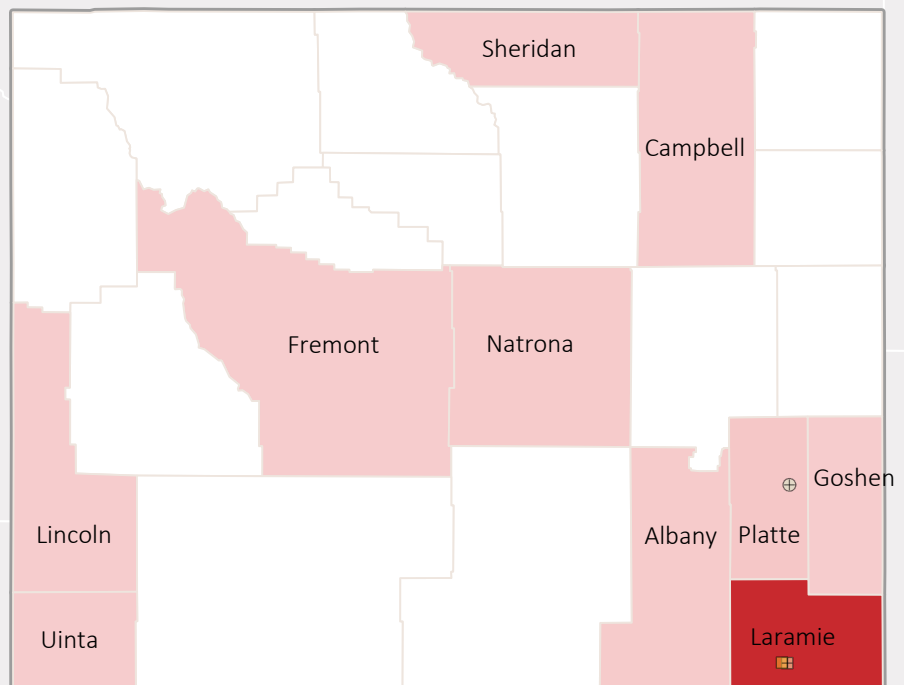 Sheridan
Campbell
Fremont
Natrona
Goshen
Lincoln
Albany
Platte
Uinta
Laramie